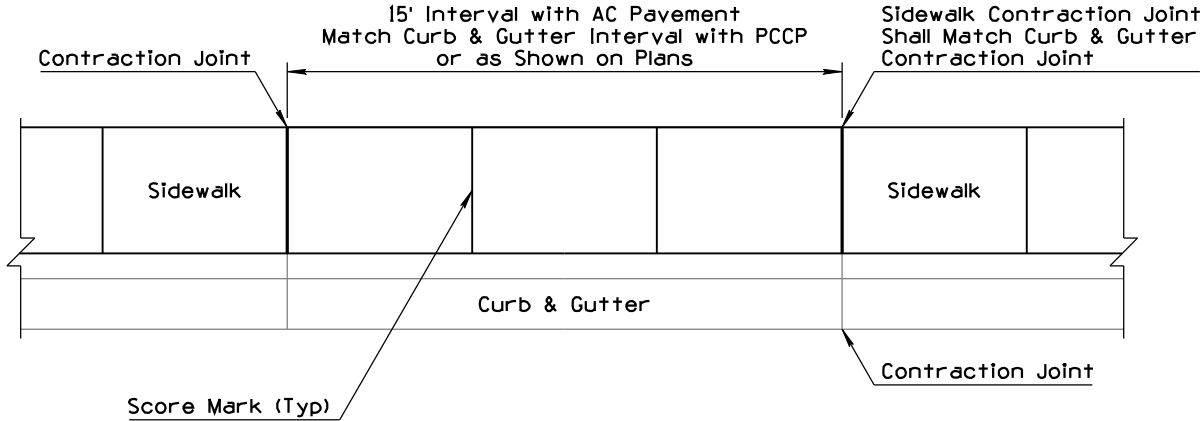 15' Interval with AC Pavement
Match Curb & Gutter Interval with PCCP
or as Shown on Plans
Sidewalk Contraction Joint
Shall Match Curb & Gutter
Contraction Joint
Contraction Joint
Sidewalk
Sidewalk
Curb & Gutter
Contraction Joint
Score Mark (Typ)